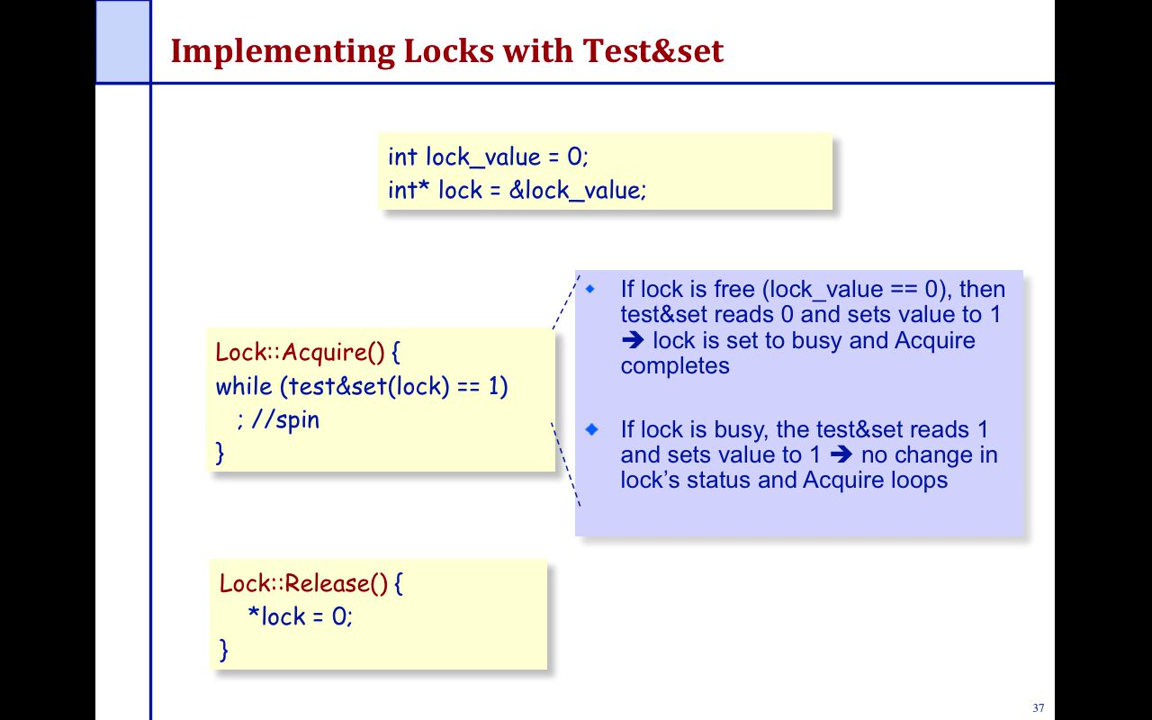 Implementing Locks with Test&set
int lock_value = 0;
int* lock = &lock_value;
Lock::Acquire() {
while (test&set(lock) == 1)
; //spin
}
If lock is free (lock_value == 0), then
test&set reads 0 and sets value to 1
➔ lock is set to busy and Acquire
completes
If lock is busy, the test&set reads 1
and sets value to 1 ➔ no change in
lock’s status and Acquire loops
Lock::Release() {
*lock = 0;
}
37